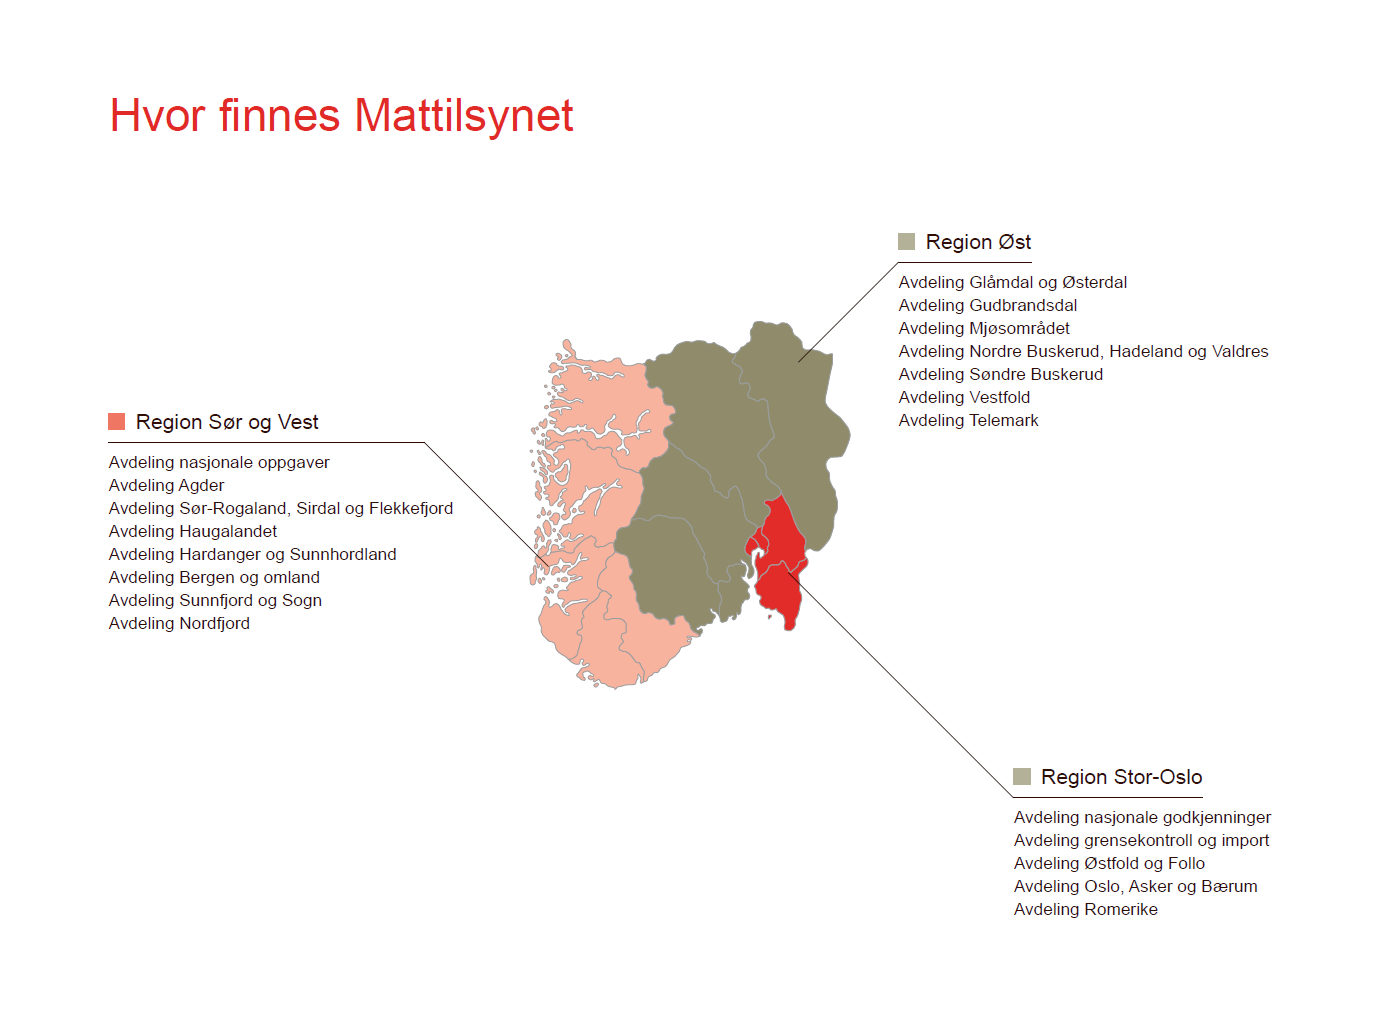 Hvor finnes Mattilsynet
Region Øst
Avdeling Glåmdal og Østerdal
Avdeling Gudbrandsdal
Avdeling Mjøsområdet
Avdeling Nordre Buskerud, Hadeland og Valdres
Avdeling Søndre Buskerud
Avdeling Vestfold
Avdeling Telemark
Region Sør og Vest
Avdeling nasjonale oppgaver
Avdeling Agder
Avdeling Sør-Rogaland, Sirdal og Flekkefjord
Avdeling Haugalandet
Avdeling Hardanger og Sunnhordland
Avdeling Bergen og omland
Avdeling Sunnfjord og Sogn
Avdeling Nordfjord
Region Stor-Oslo
Avdeling nasjonale godkjenninger
Avdeling grensekontroll og import
Avdeling Østfold og Follo
Avdeling Oslo, Asker og Bærum
Avdeling Romerike